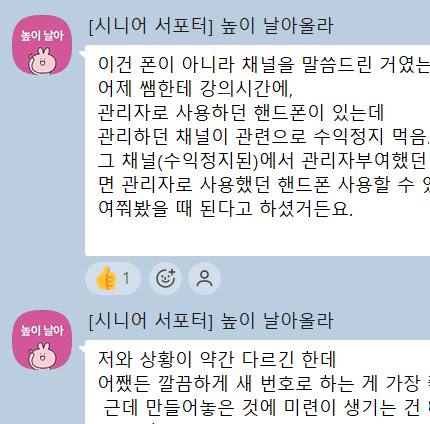 높이 날아
[시니어 서포터] 높이 날아올라
이건 폰이 아니라 채널을 말씀드린 거였는
어제 쌤한테 강의시간에,
관리자로 사용하던 핸드폰이 있는데
관리하던 채널이 관련으로 수익정지 먹음.
그 채널(수익정지된)에서 관리자부여했던
면 관리자로 사용했던 핸드폰 사용할 수 있
여쭤봤을 때 된다고 하셨거든요.
1
높이 날아
[시니어 서포터] 높이 날아올라
저와 상황이 약간 다르긴 한데
어쨌든 깔끔하게 새 번호로 하는 게 가장
근데 만들어놓은 것에 미련이 생기는 건